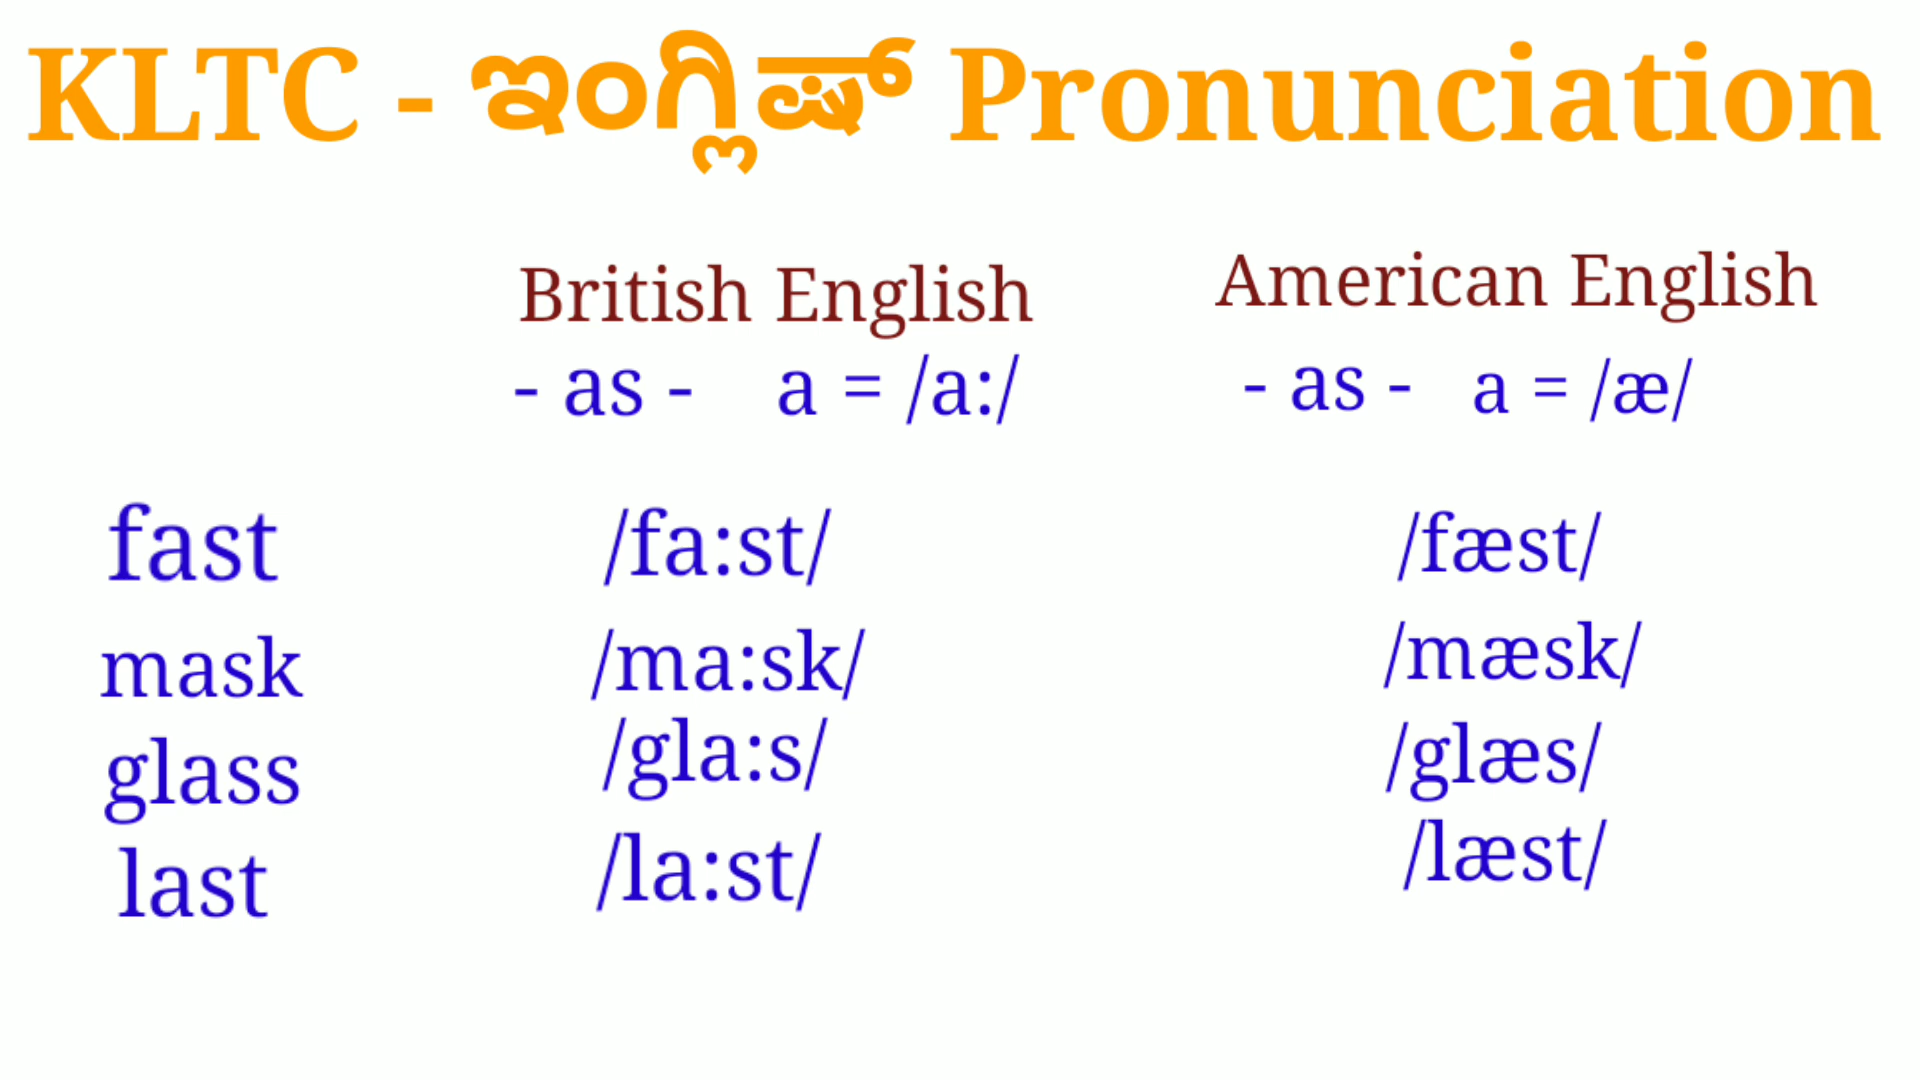 KLTC - ಇಂಗ್ಲಿಷ್ Pronunciation
British English American English
- as - a = /a:/ - as - a = /æ/
fast /fa:st/ /fæst/
mask /ma:sk/ /mæsk/
glass /gla:s/ /glæs/
last /la:st/ /læst/